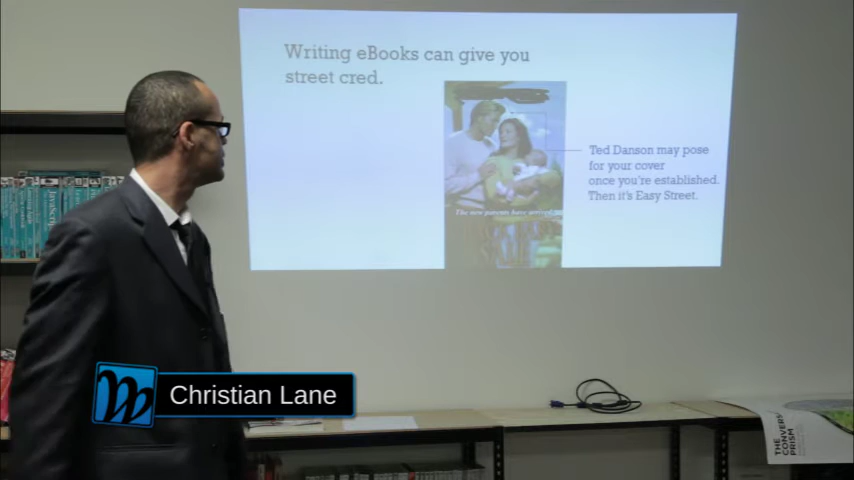 Writing eBooks can give you
street cred.
Ted Danson may pose
for your cover
once you're established.
Then it's Easy Street.
The new parents have arrived
JavaScript
W
Christian Lane
THE CONVERS
PRISM